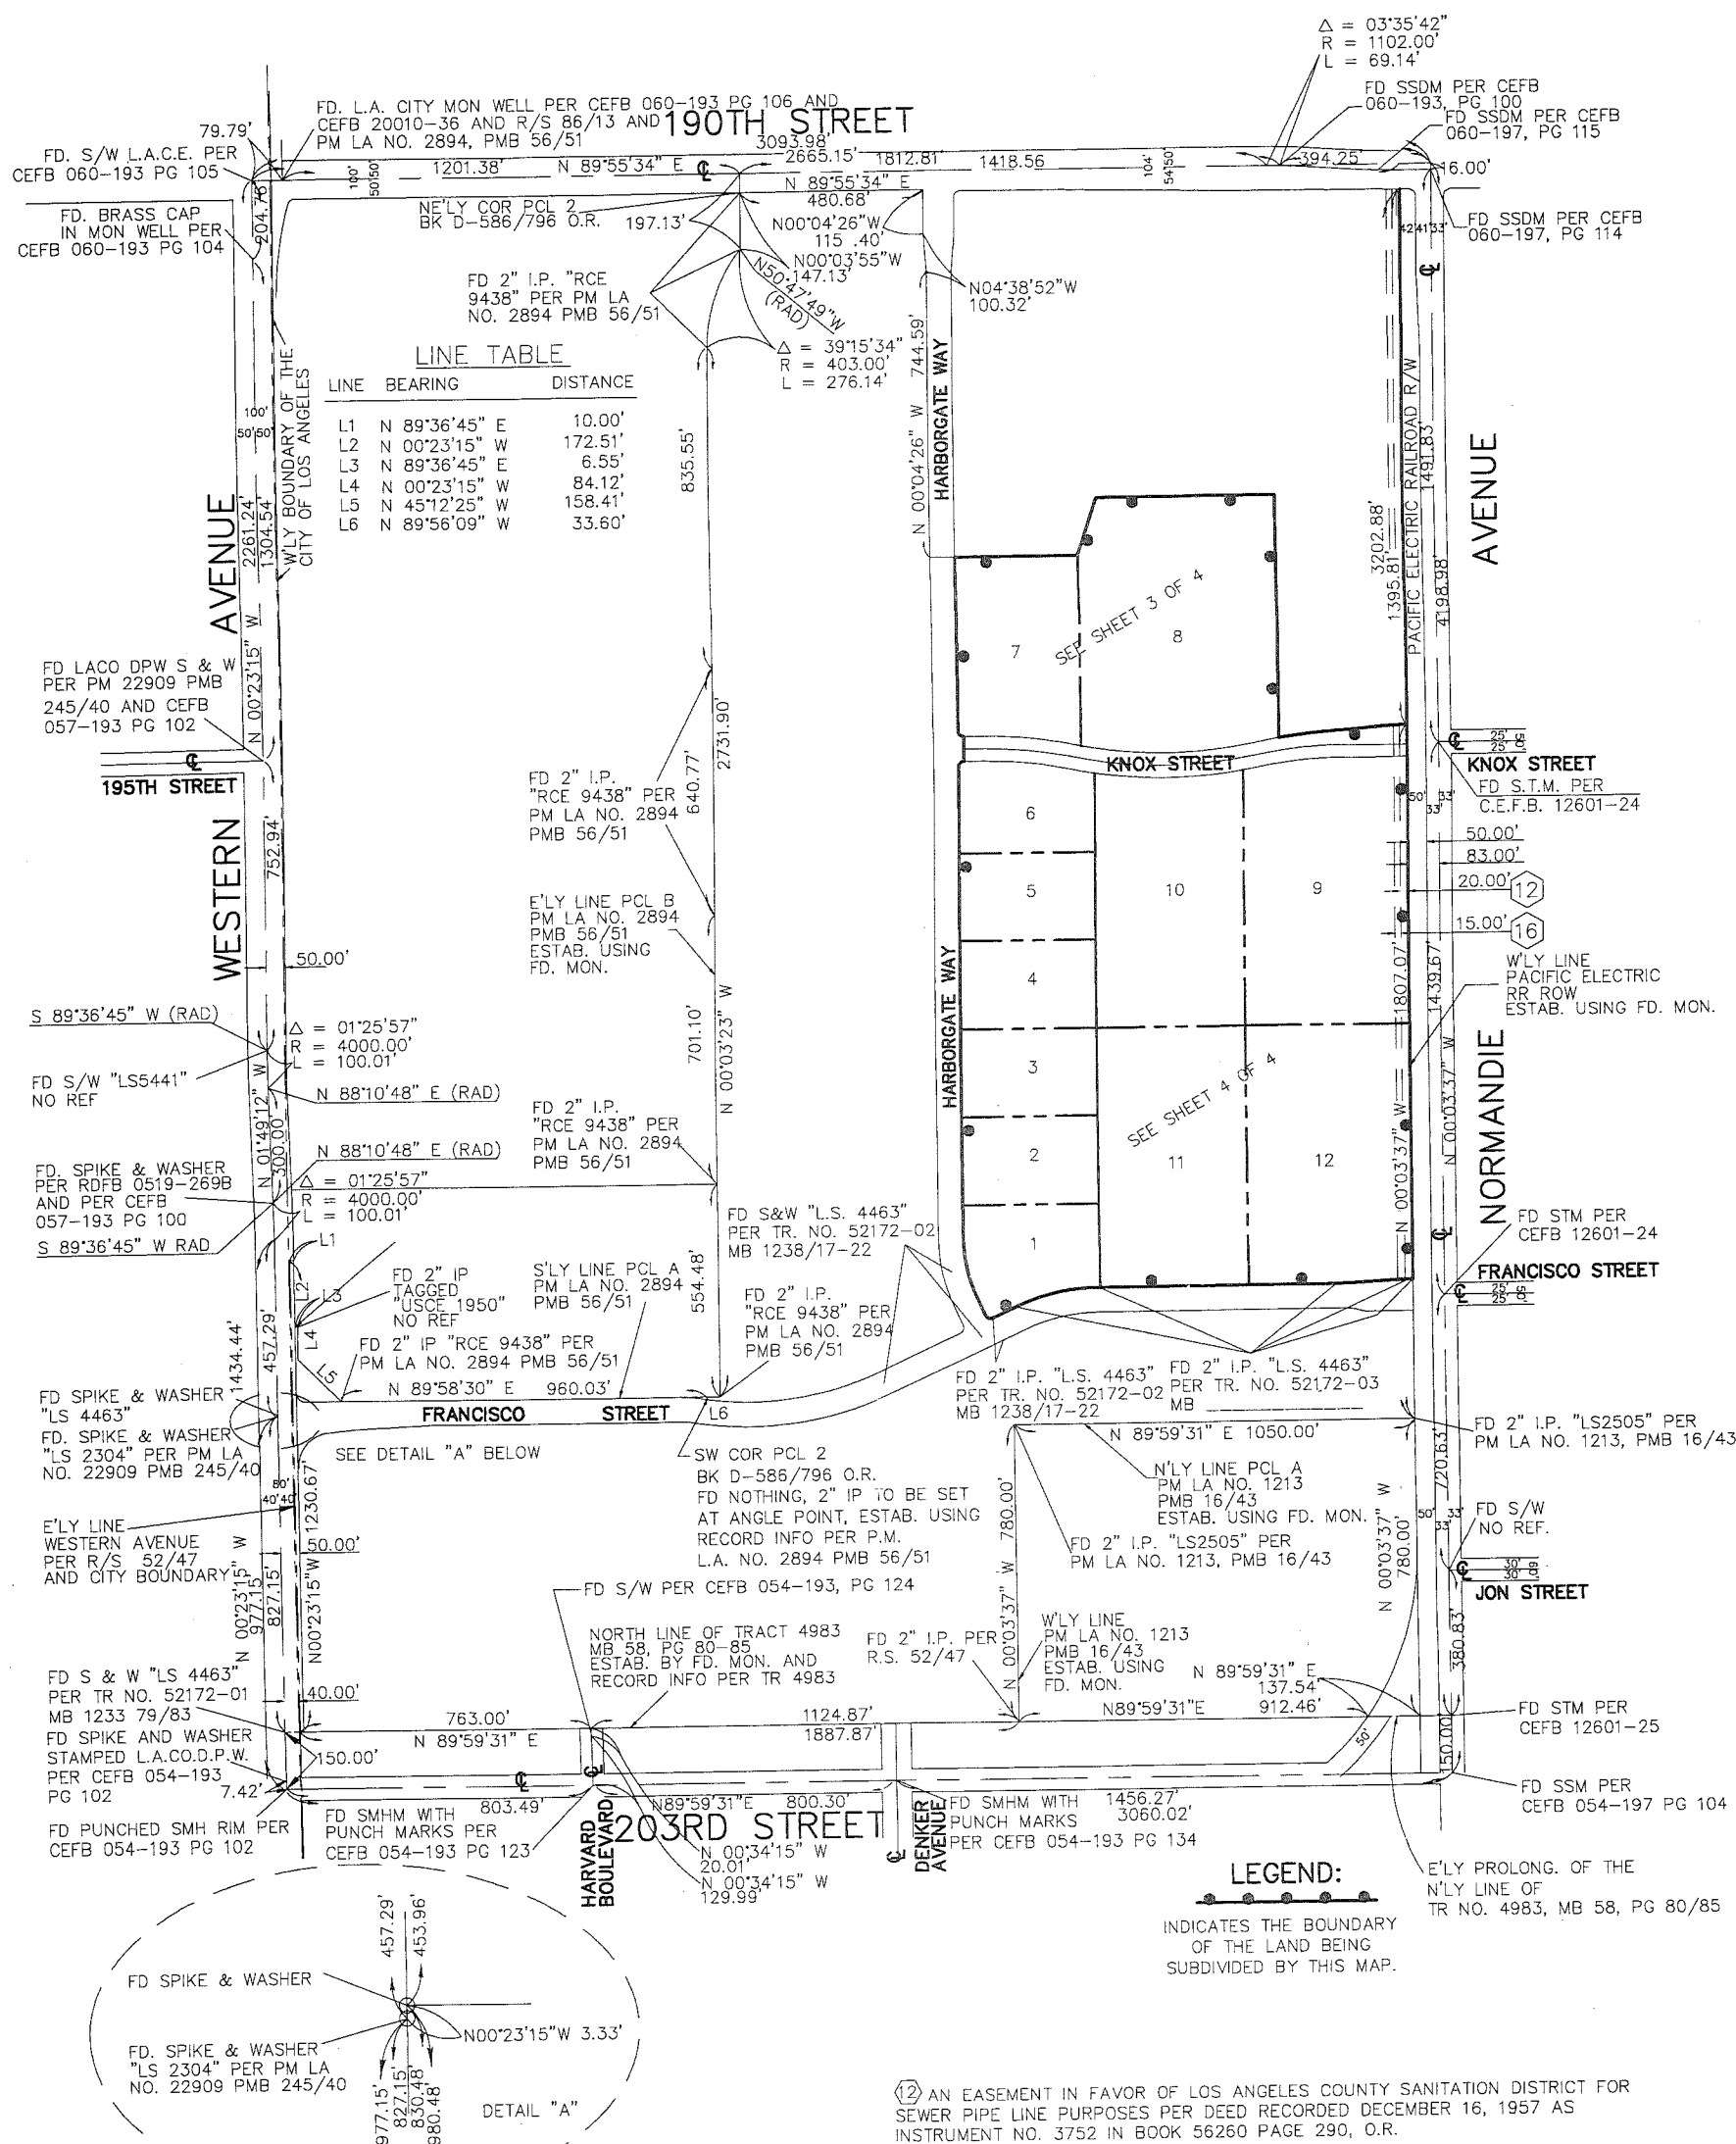 Δ = 03°35'42"
R = 1102.00'
L = 69.14'
FD SSDM PER CEFB
060-193, PG 100
FD SSDM PER CEFB
060-197, PG 115
FD. L.A. CITY MON WELL PER CEFB 060-193 PG 106 AND
CEFB 20010-36 AND R/S 86/13 AND
PM LA NO. 2894, PMB 56/51
190TH STREET
79.79'
FD. S/W L.A.C.E. PER
CEFB 060-193 PG 105
3093.98'
2665.15'
1812.81'
1418.56
394.25'
16.00'
1201.38'
N 89°55'34" E
℄
100'
50'50'
104'
54'50'
204.76'
FD. BRASS CAP
IN MON WELL PER
CEFB 060-193 PG 104
NE'LY COR PCL 2
BK D-586/796 O.R.
197.13'
N 89°55'34" E
480.68'
N00°04'26"W
115 .40'
N00°03'55"W
147.13'
N50°47'49"W
(RAD)
N04°38'52"W
100.32'
FD SSDM PER CEFB
060-197, PG 114
42'41'33'
℄
FD 2" I.P. "RCE
9438" PER PM LA
NO. 2894 PMB 56/51
Δ = 39°15'34"
R = 403.00'
L = 276.14'
LINE TABLE
LINE BEARING DISTANCE
L1 N 89°36'45" E 10.00'
L2 N 00°23'15" W 172.51'
L3 N 89°36'45" E 6.55'
L4 N 00°23'15" W 84.12'
L5 N 45°12'25" W 158.41'
L6 N 89°56'09" W 33.60'
W'LY BOUNDARY OF THE
CITY OF LOS ANGELES
100'
50'50'
2261.24'
1304.54'
N 00°23'15" W
WESTERN AVENUE
835.55'
N 00°04'26" W 744.59'
HARBORGATE WAY
PACIFIC ELECTRIC RAILROAD R/W
1491.83'
3202.88'
1395.81'
4198.98'
NORMANDIE AVENUE
SEE SHEET 3 OF 4
7
8
FD LACO DPW S & W
PER PM 22909 PMB
245/40 AND CEFB
057-193 PG 102
℄
195TH STREET
752.94'
FD 2" I.P.
"RCE 9438" PER
PM LA NO. 2894
PMB 56/51
640.77'
2731.90'
KNOX STREET
℄
25'
25'
50'
KNOX STREET
FD S.T.M. PER
C.E.F.B. 12601-24
50'
33'
33'
50.00'
83.00'
20.00'
12
15.00'
16
6
5
4
3
2
1
10
9
11
12
SEE SHEET 4 OF 4
E'LY LINE PCL B
PM LA NO. 2894
PMB 56/51
ESTAB. USING
FD. MON.
HARBORGATE WAY
W'LY LINE
PACIFIC ELECTRIC
RR ROW
ESTAB. USING FD. MON.
1807.07'
1439.67'
N 00°03'37" W
N 00°03'37" W
50.00'
S 89°36'45" W (RAD)
Δ = 01°25'57"
R = 4000.00'
L = 100.01'
FD S/W "LS5441"
NO REF
N 88°10'48" E (RAD)
N 01°49'12" W
300.00'
701.10'
N 00°03'23" W
FD 2" I.P.
"RCE 9438" PER
PM LA NO. 2894
PMB 56/51
N 88°10'48" E (RAD)
FD. SPIKE & WASHER
PER RDFB 0519-269B
AND PER CEFB
057-193 PG 100
Δ = 01°25'57"
R = 4000.00'
L = 100.01'
S 89°36'45" W RAD
L1
L2
L3
L4
L5
FD 2" IP
TAGGED
"USCE 1950"
NO REF
S'LY LINE PCL A
PM LA NO. 2894
PMB 56/51
554.48'
FD S&W "L.S. 4463"
PER TR. NO. 52172-02
MB 1238/17-22
FD 2" I.P.
"RCE 9438" PER
PM LA NO. 2894
PMB 56/51
FD STM PER
CEFB 12601-24
℄
FRANCISCO STREET
℄
25'
25'
50'
1434.44'
457.29'
FD 2" IP "RCE 9438" PER
PM LA NO. 2894 PMB 56/51
N 89°58'30" E 960.03'
FRANCISCO STREET
L6
FD 2" I.P. "L.S. 4463"
PER TR. NO. 52172-02
MB 1238/17-22
FD 2" I.P. "L.S. 4463"
PER TR. NO. 52172-03
MB
FD SPIKE & WASHER
"LS 4463"
FD. SPIKE & WASHER
"LS 2304" PER PM LA
NO. 22909 PMB 245/40
SEE DETAIL "A" BELOW
80'
40'40'
1230.67'
SW COR PCL 2
BK D-586/796 O.R.
FD NOTHING, 2" IP TO BE SET
AT ANGLE POINT, ESTAB. USING
RECORD INFO PER P.M.
L.A. NO. 2894 PMB 56/51
N 89°59'31" E 1050.00'
N'LY LINE PCL A
PM LA NO. 1213
PMB 16/43
ESTAB. USING FD. MON.
FD 2" I.P. "LS2505" PER
PM LA NO. 1213, PMB 16/43
FD 2" I.P. "LS2505" PER
PM LA NO. 1213, PMB 16/43
720.63'
50'
33'
33'
FD S/W
NO REF.
℄
30'
30'
60'
JON STREET
E'LY LINE
WESTERN AVENUE
PER R/S 52/47
AND CITY BOUNDARY
50.00'
N 00°23'15" W
977.15'
827.15'
N00°23'15"W
N 00°03'37" W 780.00'
N 00°03'37" W
780.00'
FD S/W PER CEFB 054-193, PG 124
NORTH LINE OF TRACT 4983
MB 58, PG 80-85
ESTAB. BY FD. MON. AND
RECORD INFO PER TR 4983
FD 2" I.P. PER
R.S. 52/47
W'LY LINE
PM LA NO. 1213
PMB 16/43
ESTAB. USING
FD. MON.
N 89°59'31" E
137.54'
380.83'
FD S & W "LS 4463"
PER TR NO. 52172-01
MB 1233 79/83
40.00'
FD SPIKE AND WASHER
STAMPED L.A.CO.D.P.W.
PER CEFB 054-193
PG 102
763.00'
N 89°59'31" E
1124.87'
1887.87'
N89°59'31"E 912.46'
FD STM PER
CEFB 12601-25
150.00'
50'
50.00'
7.42'
℄
℄
FD PUNCHED SMH RIM PER
CEFB 054-193 PG 102
FD SMHM WITH
PUNCH MARKS PER
CEFB 054-193 PG 123
803.49'
HARVARD
BOULEVARD
N89°59'31"E 800.30'
203RD STREET
DENKER
AVENUE
℄
FD SMHM WITH
PUNCH MARKS
PER CEFB 054-193 PG 134
1456.27'
3060.02'
FD SSM PER
CEFB 054-197 PG 104
N 00°34'15" W
20.01'
N 00°34'15" W
129.99'
LEGEND:
INDICATES THE BOUNDARY
OF THE LAND BEING
SUBDIVIDED BY THIS MAP.
E'LY PROLONG. OF THE
N'LY LINE OF
TR NO. 4983, MB 58, PG 80/85
457.29'
453.96'
FD SPIKE & WASHER
N00°23'15"W 3.33'
FD. SPIKE & WASHER
"LS 2304" PER PM LA
NO. 22909 PMB 245/40
977.15'
827.15'
830.48'
980.48'
DETAIL "A"
12 AN EASEMENT IN FAVOR OF LOS ANGELES COUNTY SANITATION DISTRICT FOR
SEWER PIPE LINE PURPOSES PER DEED RECORDED DECEMBER 16, 1957 AS
INSTRUMENT NO. 3752 IN BOOK 56260 PAGE 290, O.R.